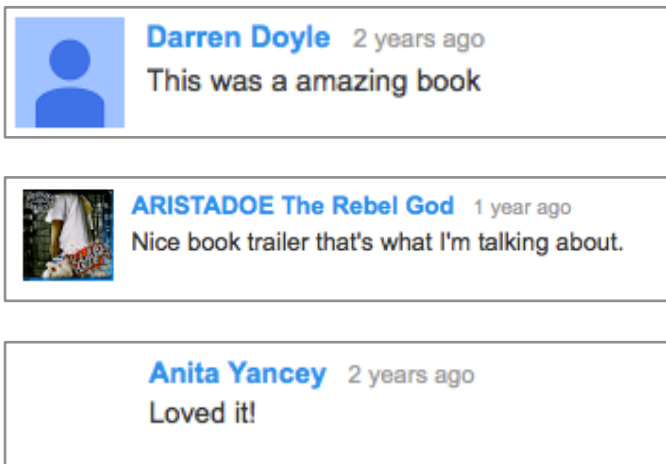 Darren Doyle 2 years ago
This was a amazing book
ARISTADOE The Rebel God 1 year ago
Nice book trailer that's what I'm talking about.
Anita Yancey 2 years ago
Loved it!